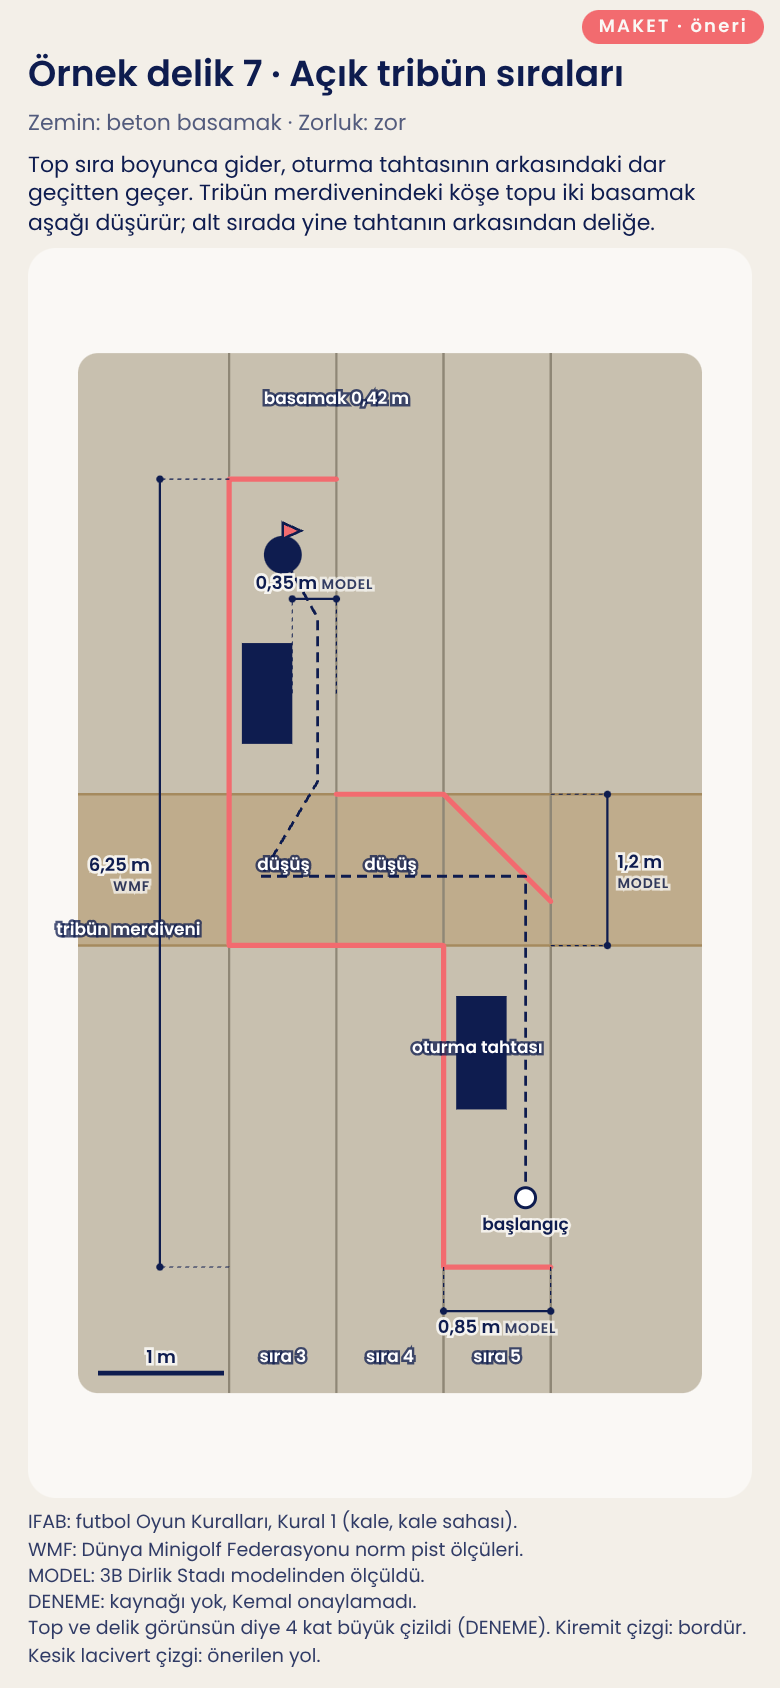 MAKET · öneri
Örnek delik 7 · Açık tribün sıraları
Zemin: beton basamak · Zorluk: zor
Top sıra boyunca gider, oturma tahtasının arkasındaki dar
geçitten geçer. Tribün merdivenindeki köşe topu iki basamak
aşağı düşürür; alt sırada yine tahtanın arkasından deliğe.
basamak 0,42 m
0,35 m MODEL
düşüş
düşüş
6,25 m
WMF
1,2 m
MODEL
tribün merdiveni
oturma tahtası
başlangıç
0,85 m MODEL
1 m
sıra 3
sıra 4
sıra 5
IFAB: futbol Oyun Kuralları, Kural 1 (kale, kale sahası).
WMF: Dünya Minigolf Federasyonu norm pist ölçüleri.
MODEL: 3B Dirlik Stadı modelinden ölçüldü.
DENEME: kaynağı yok, Kemal onaylamadı.
Top ve delik görünsün diye 4 kat büyük çizildi (DENEME). Kiremit çizgi: bordür.
Kesik lacivert çizgi: önerilen yol.